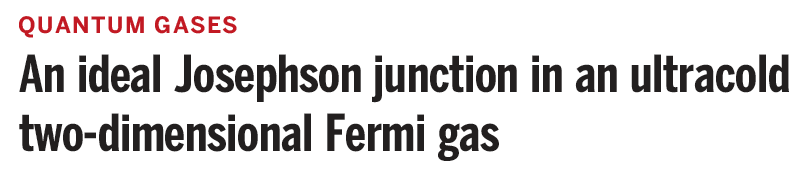 QUANTUM GASES
An ideal Josephson junction in an ultracold
two-dimensional Fermi gas